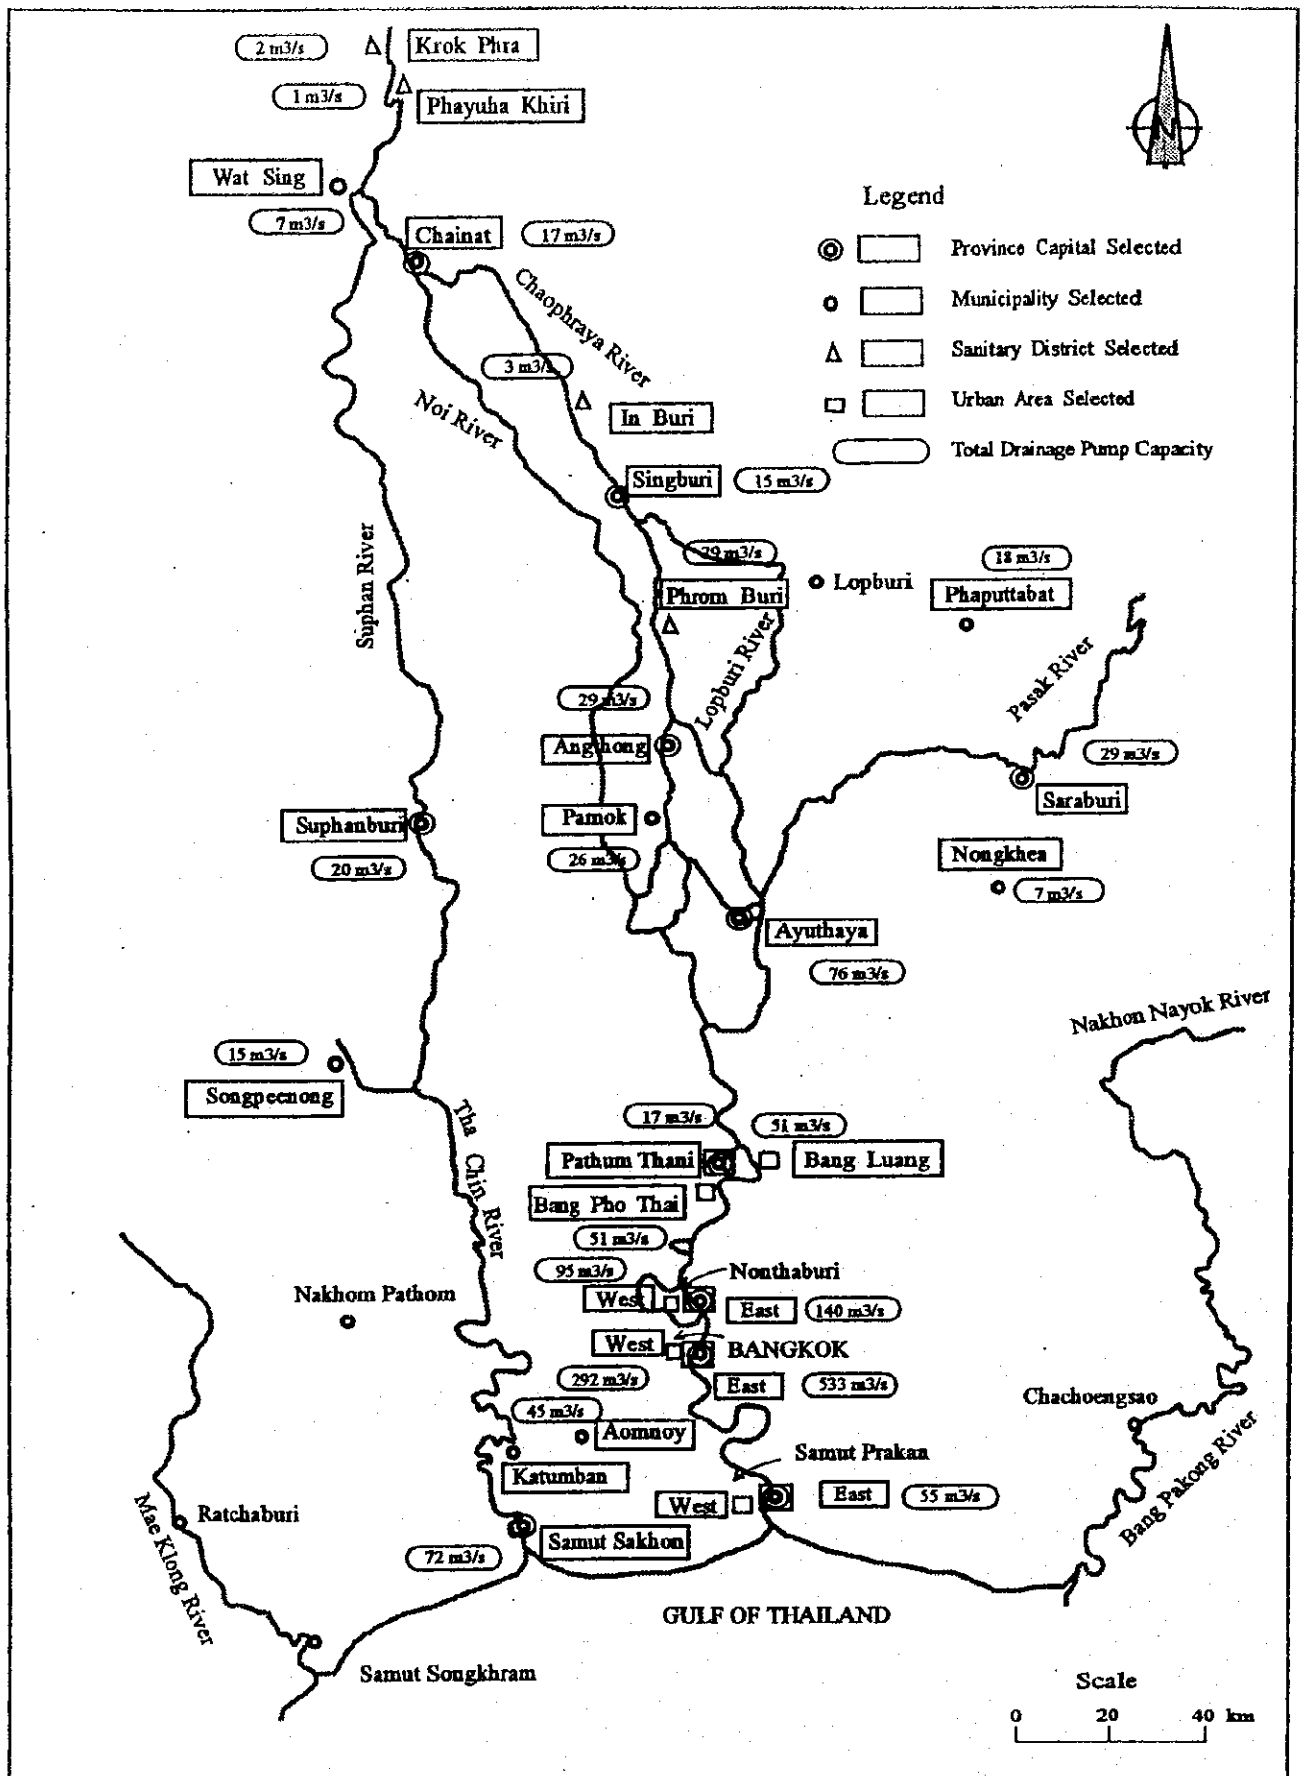 2 m3/s
Krok Phra
1 m3/s
Phayuha Khiri
N
Wat Sing
7 m3/s
Chainat
17 m3/s
Legend
Province Capital Selected
Municipality Selected
Sanitary District Selected
Urban Area Selected
Total Drainage Pump Capacity
Chaophraya River
3 m3/s
Noi River
In Buri
Singburi
15 m3/s
Suphan River
29 m3/s
Phrom Buri
Lopburi
18 m3/s
Phaputtabat
Lopburi River
Pasak River
29 m3/s
Angthong
29 m3/s
Saraburi
Suphanburi
20 m3/s
Pamok
26 m3/s
Nongkhea
7 m3/s
Ayuthaya
76 m3/s
Nakhon Nayok River
15 m3/s
Songpeenong
Tha Chin River
17 m3/s
51 m3/s
Pathum Thani
Bang Luang
Bang Pho Thai
51 m3/s
95 m3/s
Nonthaburi
West
East
140 m3/s
Nakhom Pathom
West
BANGKOK
292 m3/s
East
533 m3/s
45 m3/s
Aomnoy
Katumban
Chachoengsao
Bang Pakong River
Samut Prakan
West
East
55 m3/s
Mae Klong River
Ratchaburi
Samut Sakhon
72 m3/s
GULF OF THAILAND
Samut Songkhram
Scale
0 20 40 km